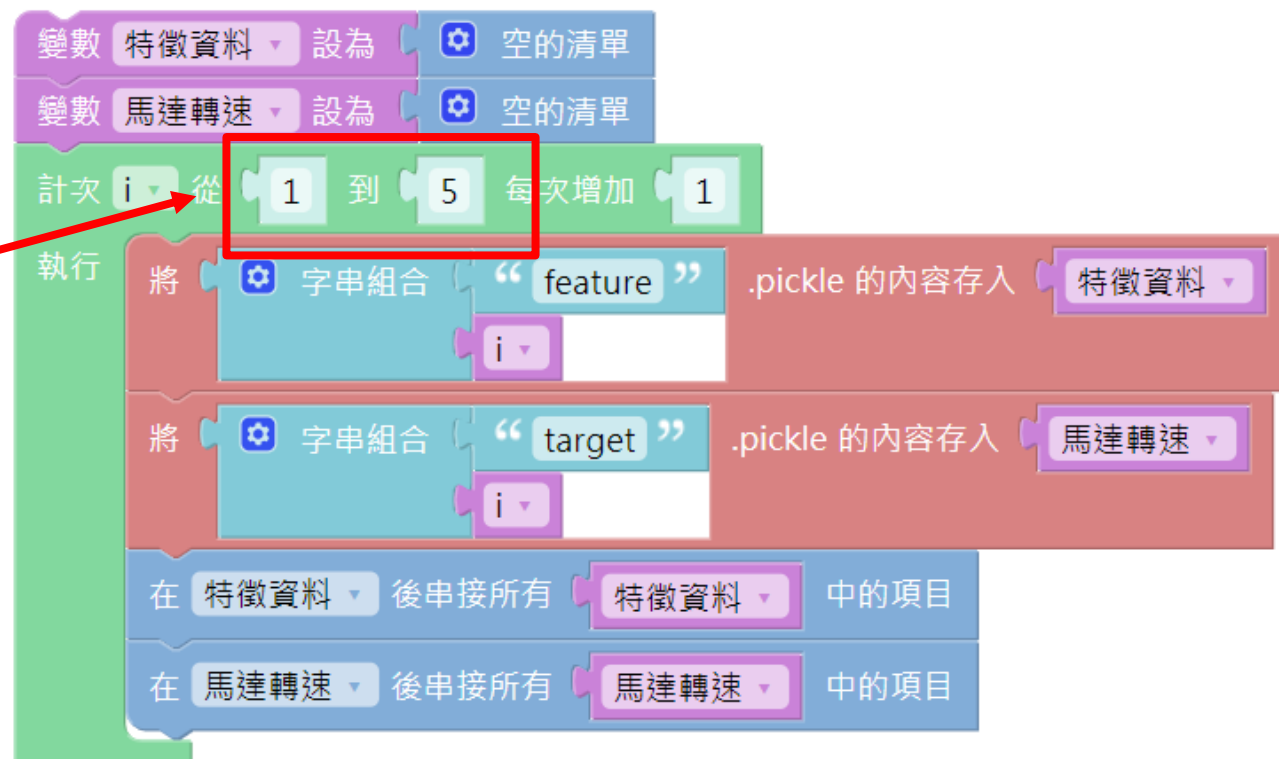 變數 特徵資料 設為 空的清單
變數 馬達轉速 設為 空的清單
計次 i 從 1 到 5 每次增加 1
執行 將 字串組合 “ feature ” .pickle 的內容存入 特徵資料
i
將 字串組合 “ target ” .pickle 的內容存入 馬達轉速
i
在 特徵資料 後串接所有 特徵資料 中的項目
在 馬達轉速 後串接所有 馬達轉速 中的項目